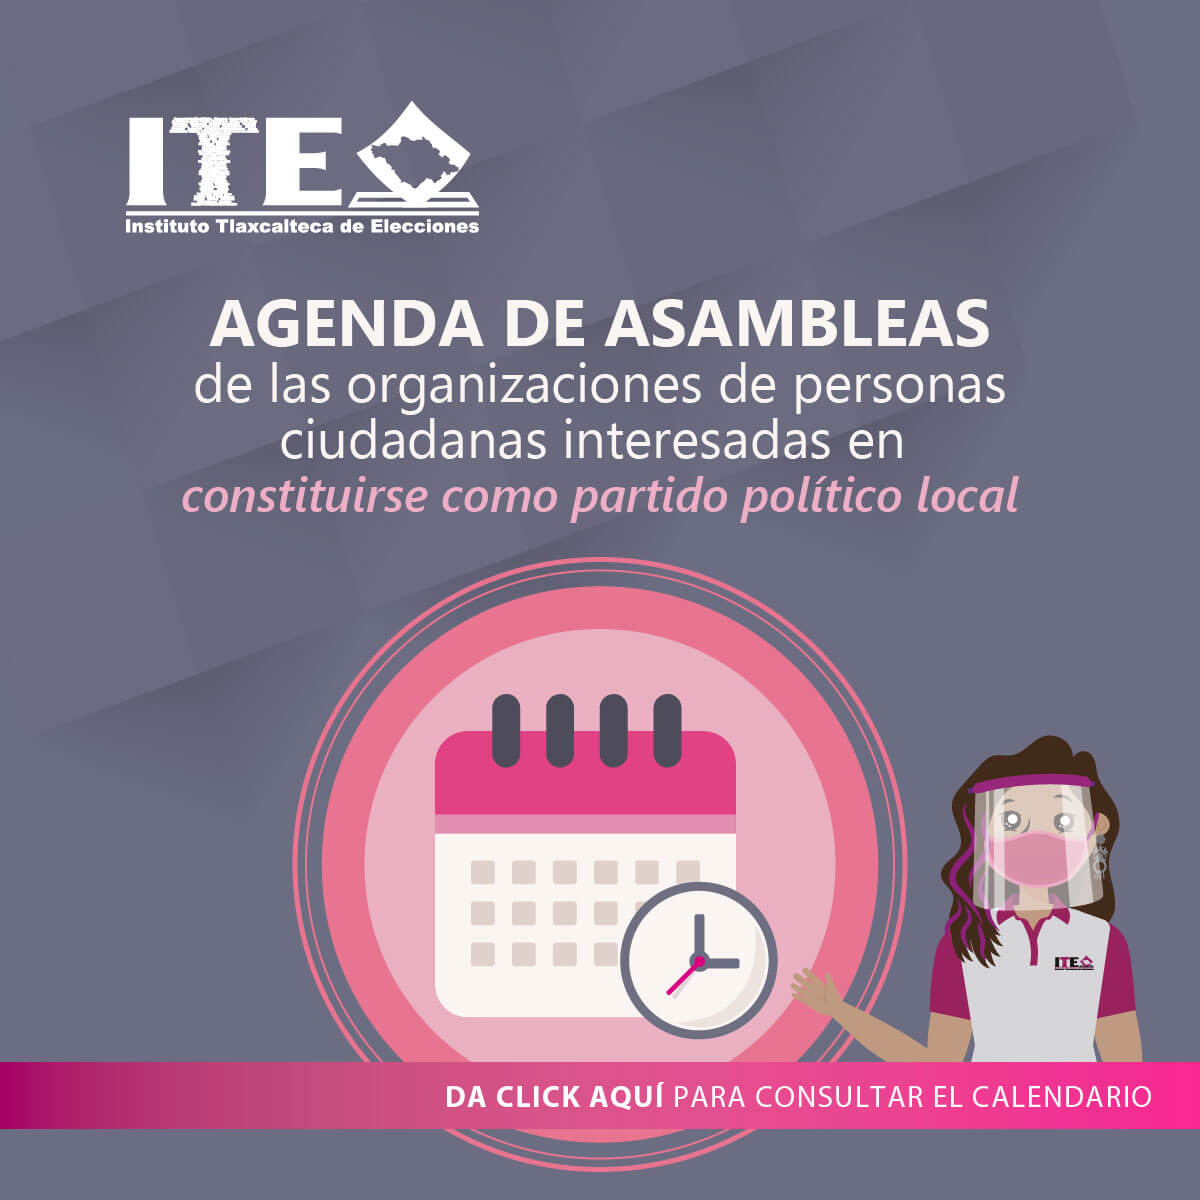 ITE
Instituto Tlaxcalteca de Elecciones
AGENDA DE ASAMBLEAS
de las organizaciones de personas
ciudadanas interesadas en
constituirse como partido político local
ITE
DA CLICK AQUÍ PARA CONSULTAR EL CALENDARIO